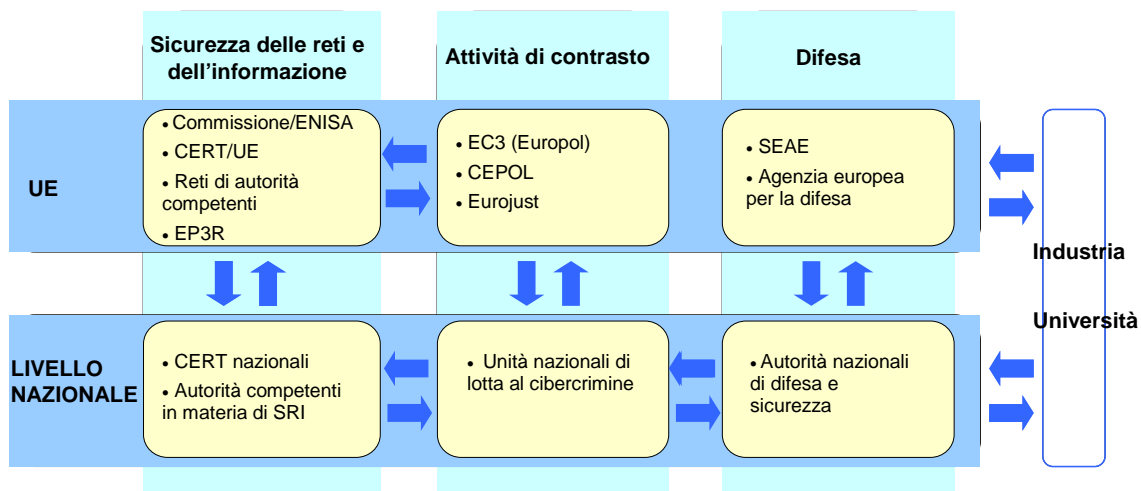 Sicurezza delle reti e
dell'informazione
Attività di contrasto
Difesa
UE
• Commissione/ENISA
• CERT/UE
• Reti di autorità
competenti
• EP3R
• EC3 (Europol)
• CEPOL
• Eurojust
• SEAE
• Agenzia europea
per la difesa
Industria
Università
LIVELLO
NAZIONALE
• CERT nazionali
• Autorità competenti
in materia di SRI
• Unità nazionali di
lotta al cibercrimine
• Autorità nazionali
di difesa e
sicurezza